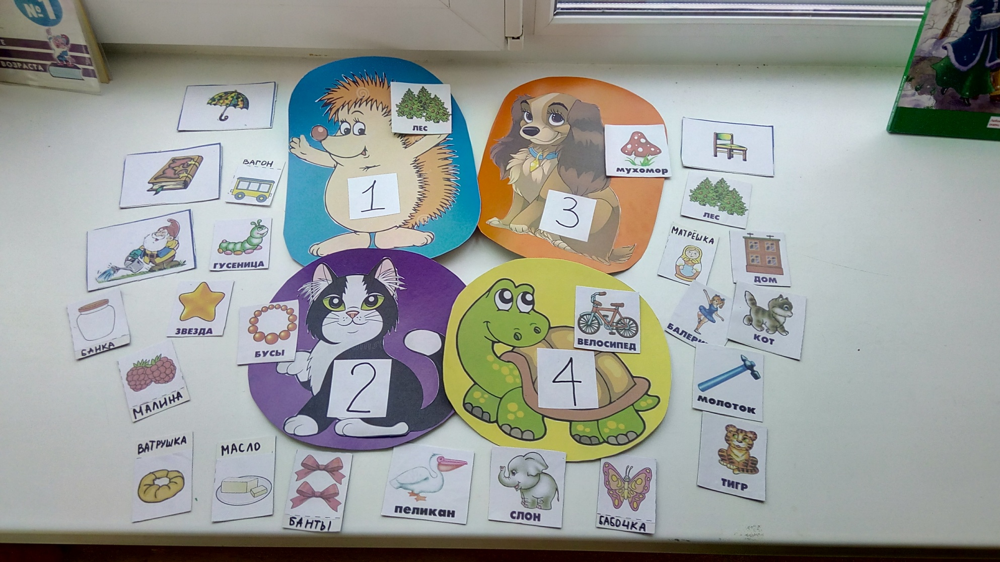 №1
Е
ВОЗРАСТА
ЛЕС
1
МУХОМОР
3
ВАГОН
ЛЕС
ГУСЕНИЦА
МАТРЁШКА
ДОМ
ЗВЕЗДА
БУСЫ
ВЕЛОСИПЕД
БАЛЕРИ
КОТ
БАНКА
2
4
МАЛИНА
МОЛОТОК
ВАТРУШКА
МАСЛО
ТИГР
БАНТЫ
ПЕЛИКАН
СЛОН
БАБОЧКА